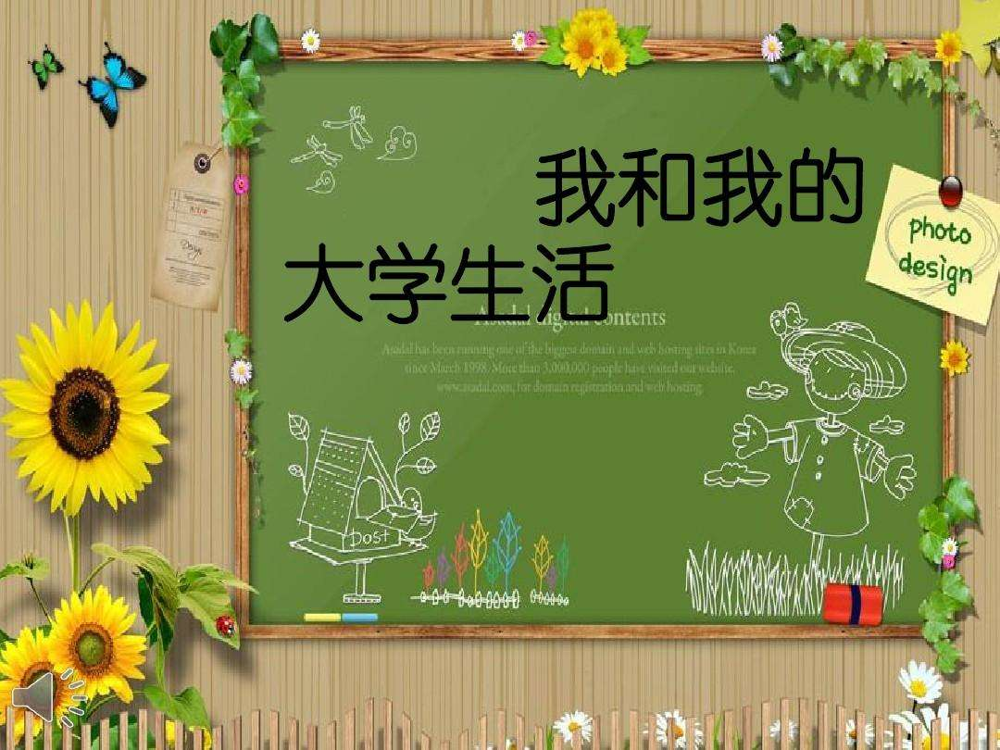 我和我的
大学生活
photo
design
Asadal digital contents
Asadal has been running one of the biggest domain and web hosting sites in Korea
since March 1998. More than 3,000,000 people have visited our website.
www.asadal.com, for domain registration and web hosting.
post
Design